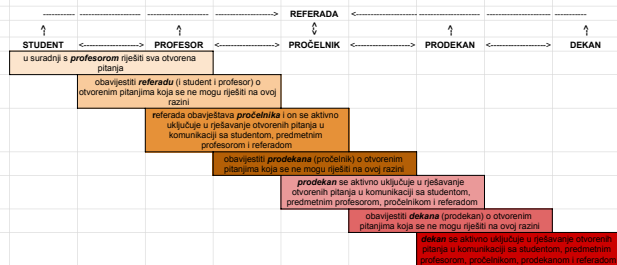 REFERADA
STUDENT PROFESOR PROČELNIK PRODEKAN DEKAN
u suradnji s profesorom riješiti sva otvorena
pitanja
obavijestiti referadu (i student i profesor) o
otvorenim pitanjima koja se ne mogu riješiti na ovoj
razini
referada obavještava pročelnika i on se aktivno
uključuje u rješavanje otvorenih pitanja u
komunikaciji sa studentom, predmetnim
profesorom i referadom
obavijestiti prodekana (pročelnik) o otvorenim
pitanjima koja se ne mogu riješiti na ovoj razini
prodekan se aktivno uključuje u rješavanje
otvorenih pitanja u komunikaciji sa studentom,
predmetnim profesorom, pročelnikom i referadom
obavijestiti dekana (prodekan) o otvorenim
pitanjima koja se ne mogu riješiti na ovoj razini
dekan se aktivno uključuje u rješavanje otvorenih
pitanja u komunikaciji sa studentom, predmetnim
profesorom, pročelnikom, prodekanom i referadom